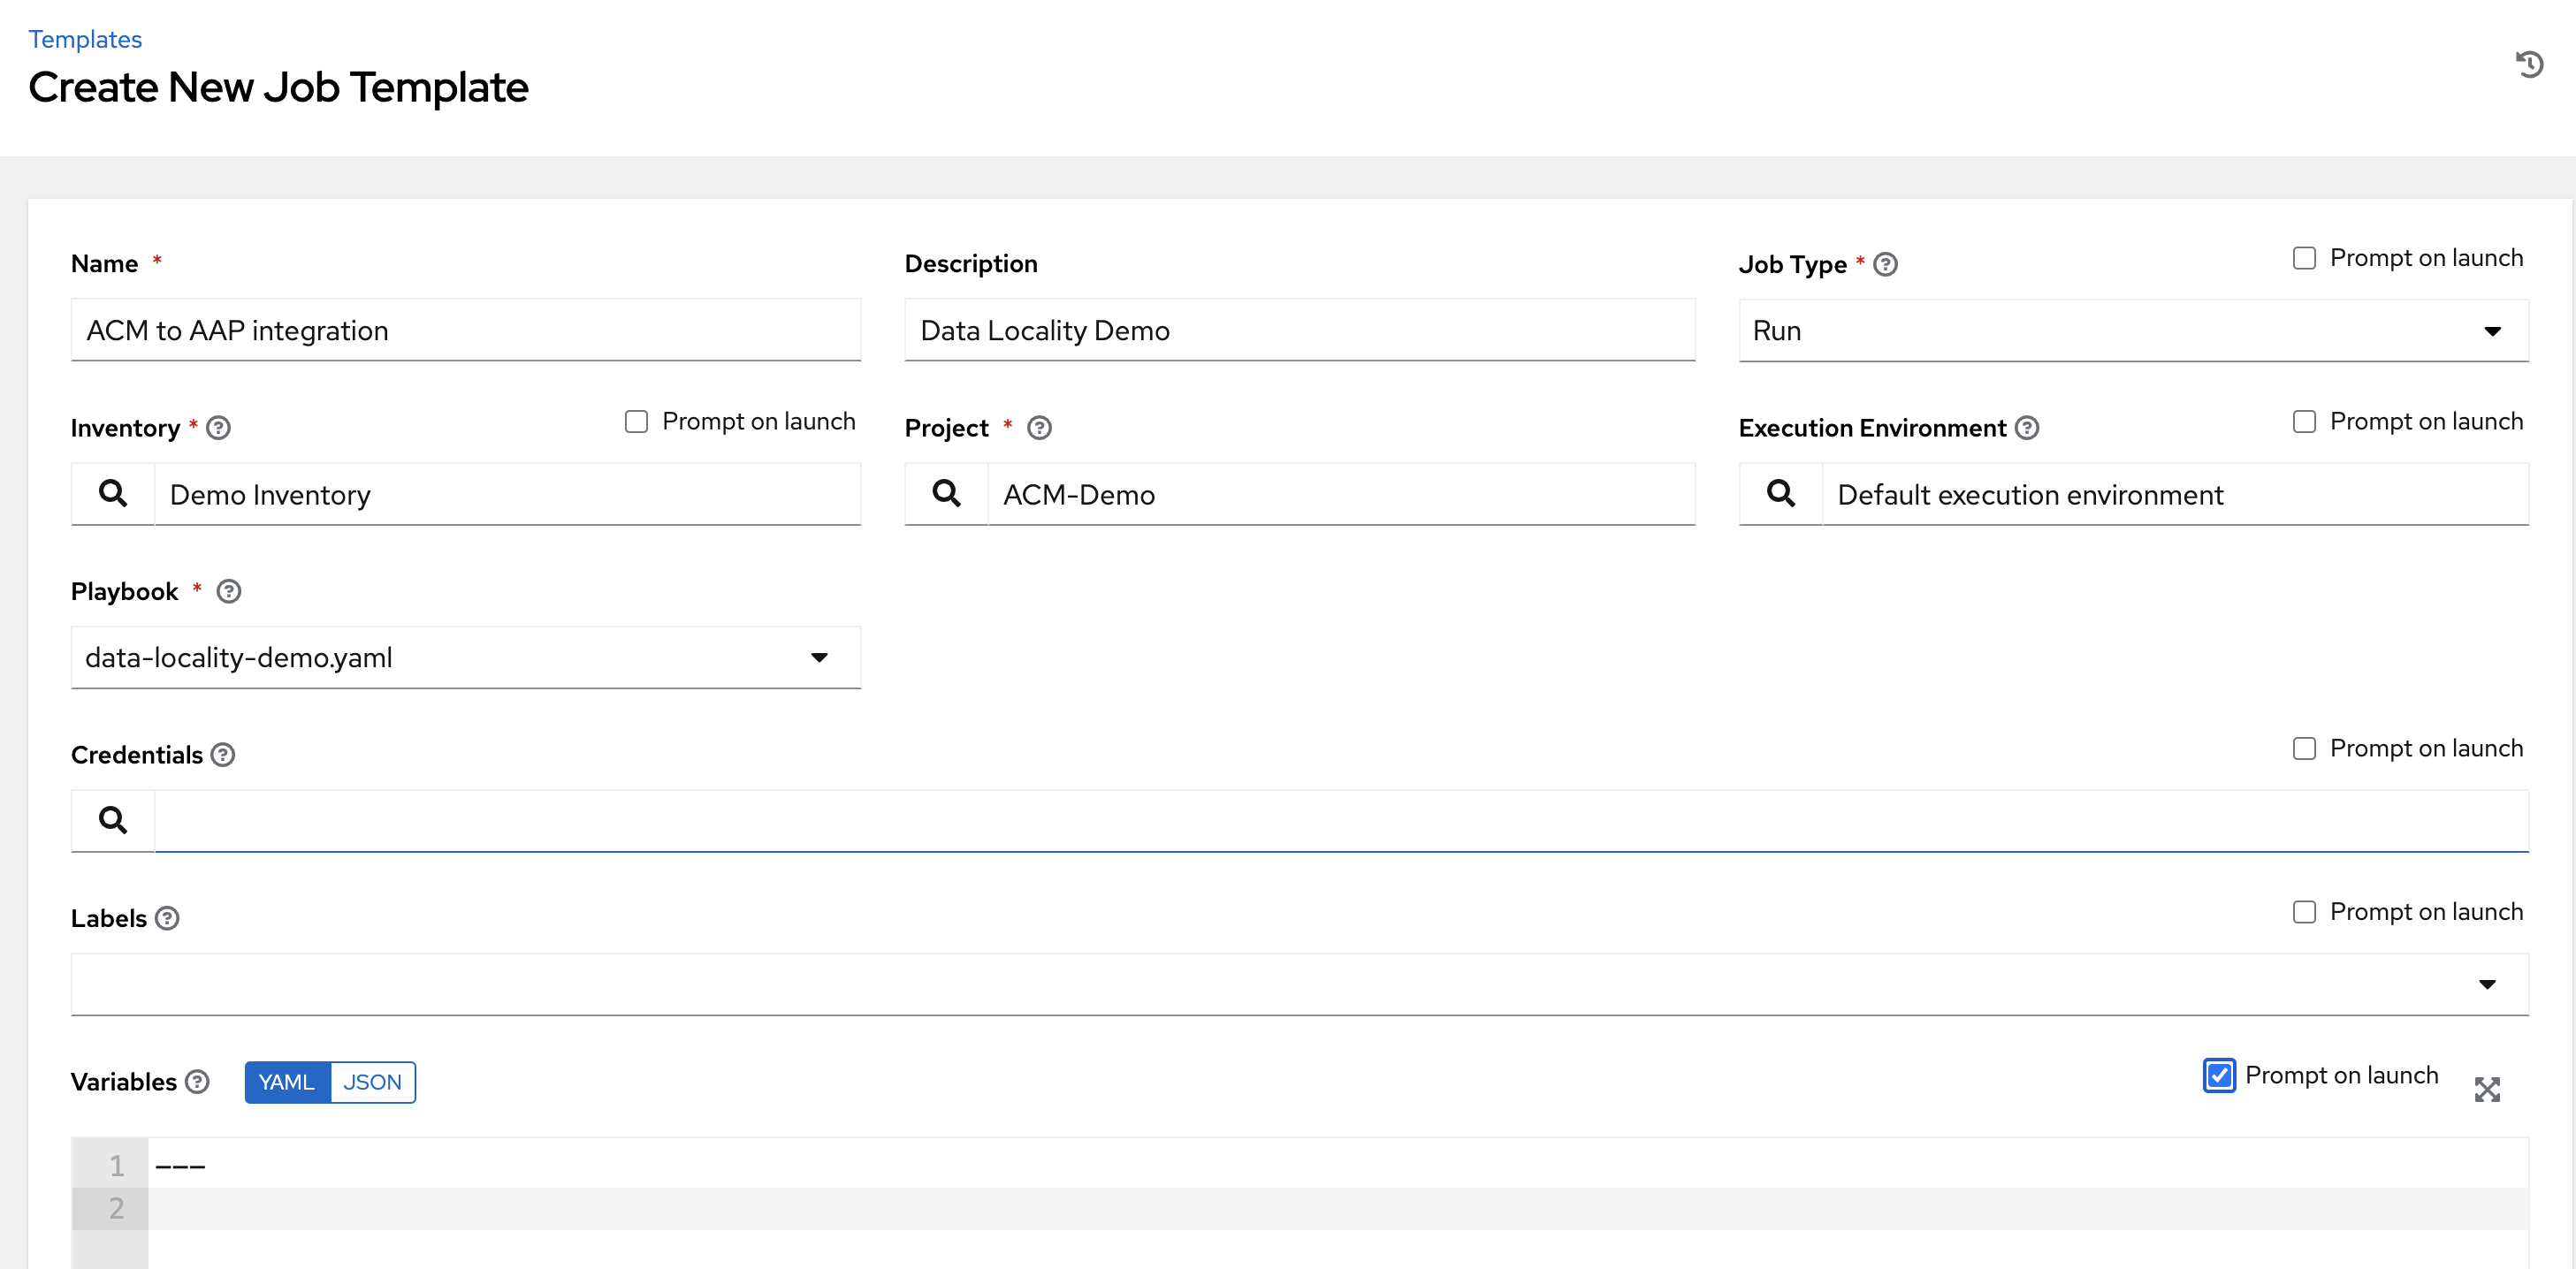 Templates
Create New Job Template
Name *
Description
Job Type *
Prompt on launch
ACM to AAP integration
Data Locality Demo
Run
Inventory *
Prompt on launch
Project *
Execution Environment
Prompt on launch
Demo Inventory
ACM-Demo
Default execution environment
Playbook *
data-locality-demo.yaml
Credentials
Prompt on launch
Labels
Prompt on launch
Variables
YAML
JSON
Prompt on launch
1 ---
2